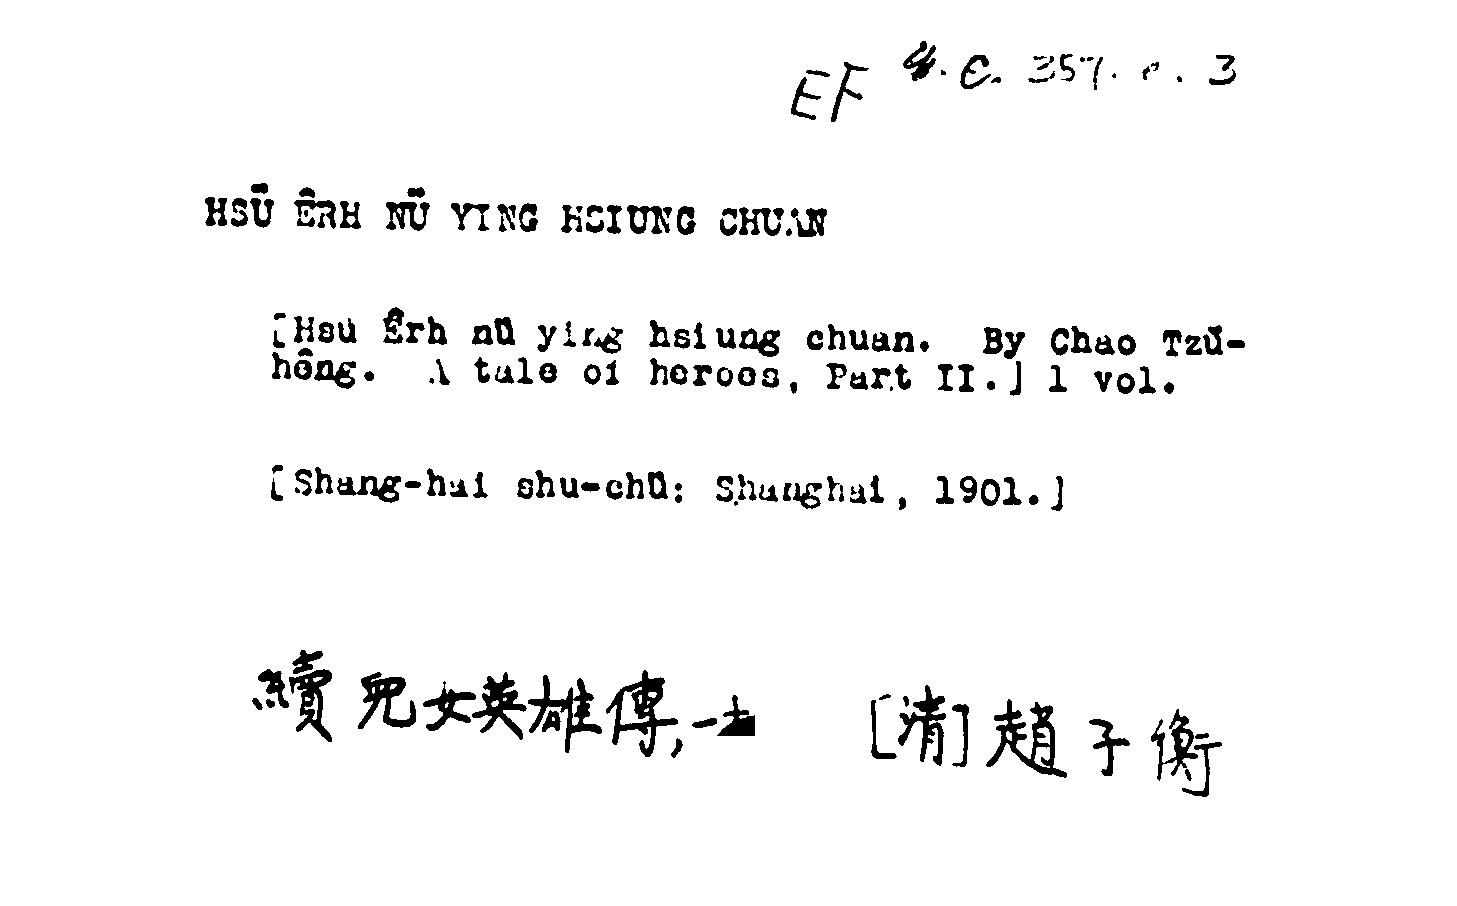 EF 4. C. 357. e. 3
HSÜ ÊRH NÜ YING HSIUNG CHUAN
[Hsü Êrh nü ying hsiung chuan. By Chao Tzŭ-
hêng. A tale of heroes, Part II.] 1 vol.
[Shang-hai shu-chü: Shanghai, 1901.]
續兒女英雄傳,一 [清]趙子衡